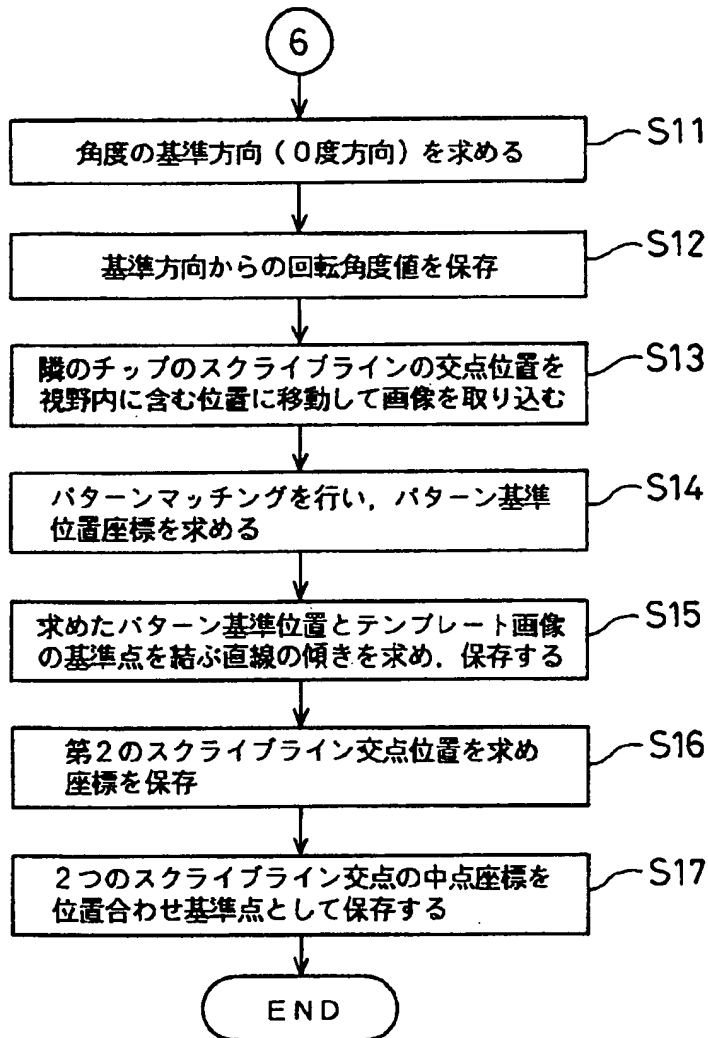 6
角度の基準方向(0度方向)を求める
S11
基準方向からの回転角度値を保存
S12
隣のチップのスクライブラインの交点位置を
視野内に含む位置に移動して画像を取り込む
S13
パターンマッチングを行い,パターン基準
位置座標を求める
S14
求めたパターン基準位置とテンプレート画像
の基準点を結ぶ直線の傾きを求め,保存する
S15
第2のスクライブライン交点位置を求め
座標を保存
S16
2つのスクライブライン交点の中点座標を
位置合わせ基準点として保存する
S17
END